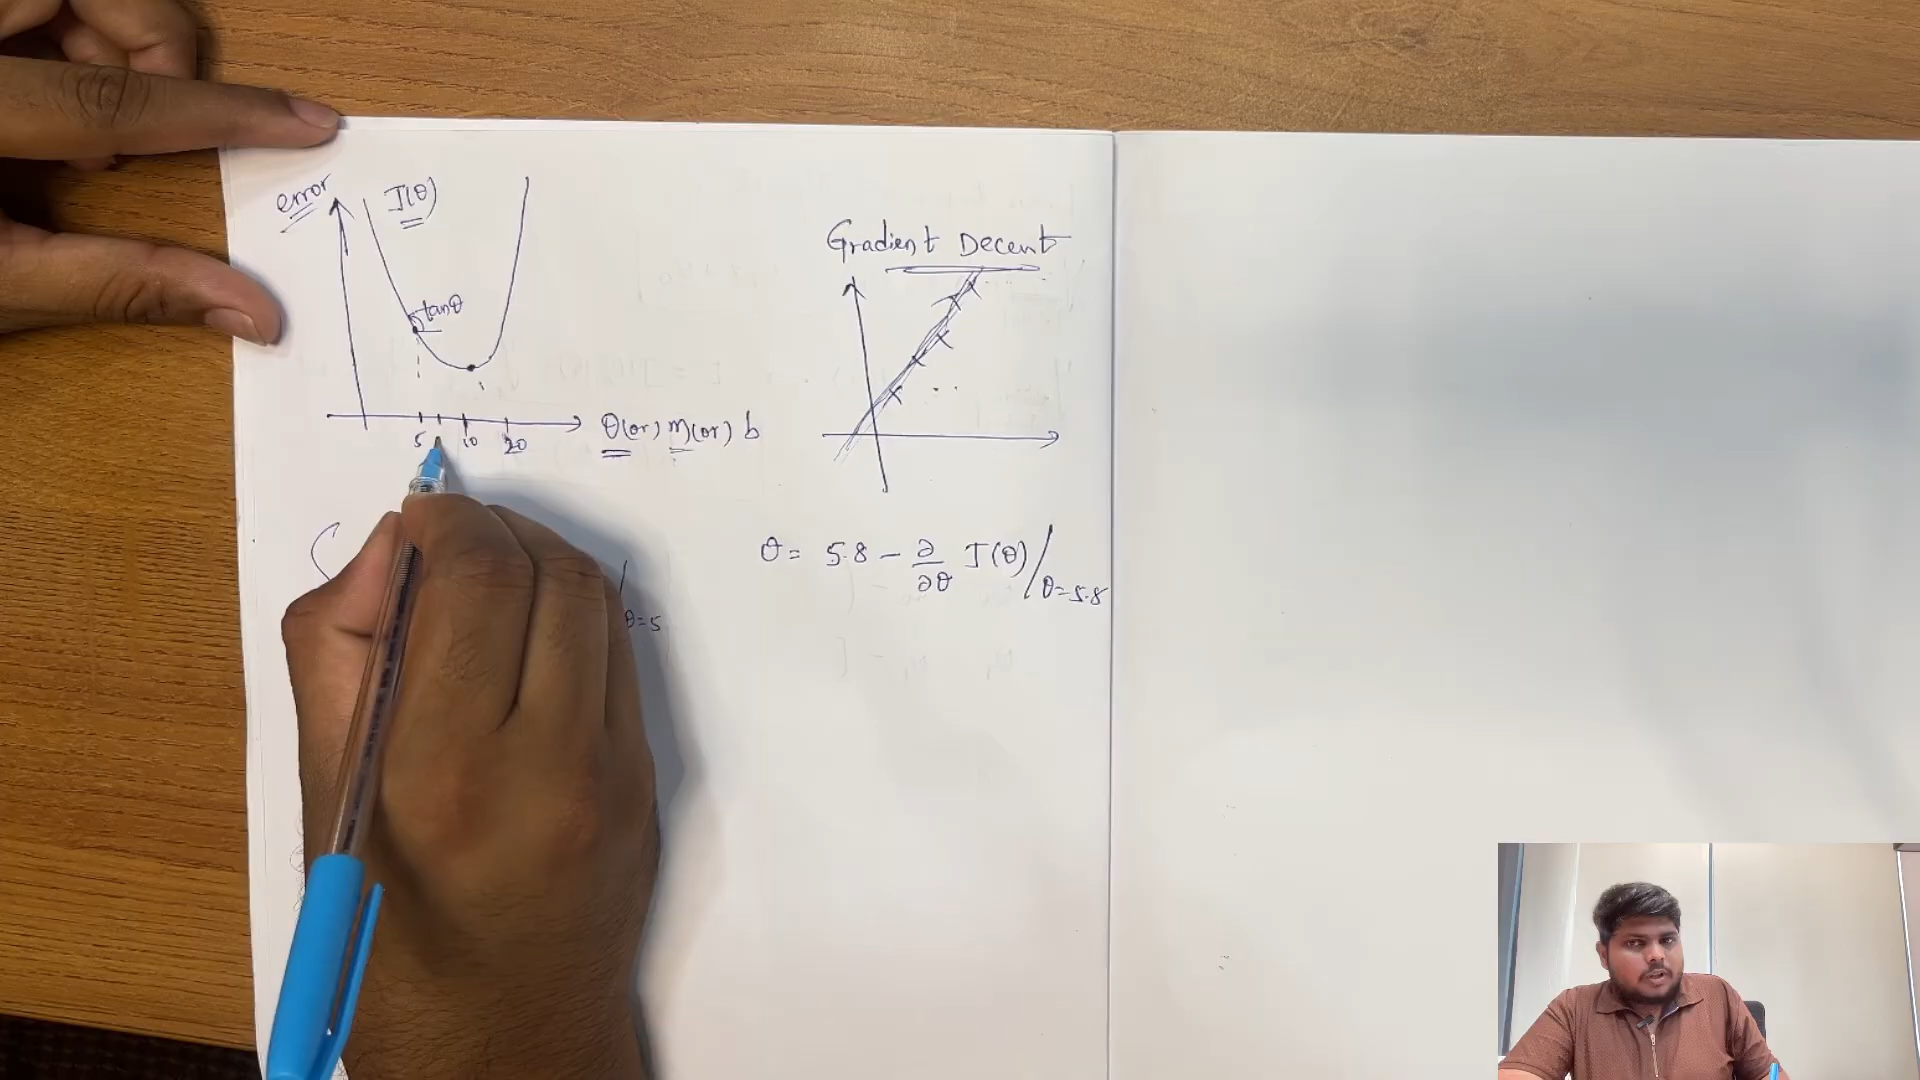 error
J(θ)
tanθ
5 10 20
θ(or) m(or) b
Gradient Decent
θ = 5.8 - ∂/∂θ J(θ) / θ=5.8
θ=5